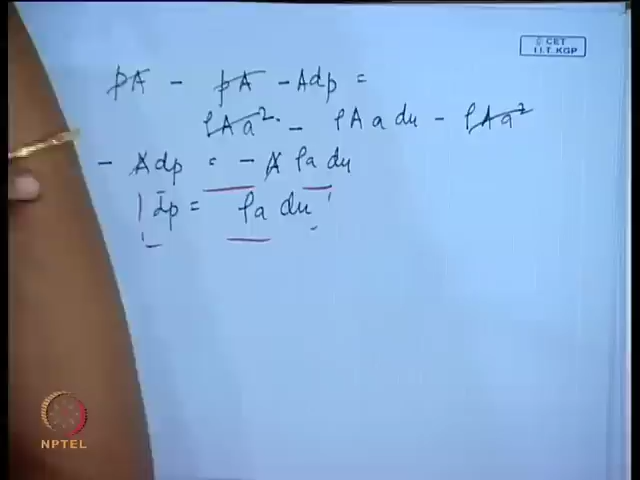 © CET
I.I.T. KGP
pA - pA - Adp =
ρAa² - ρAa du - ρAa²
- Adp = - A ρa du
dp = ρa du
NPTEL